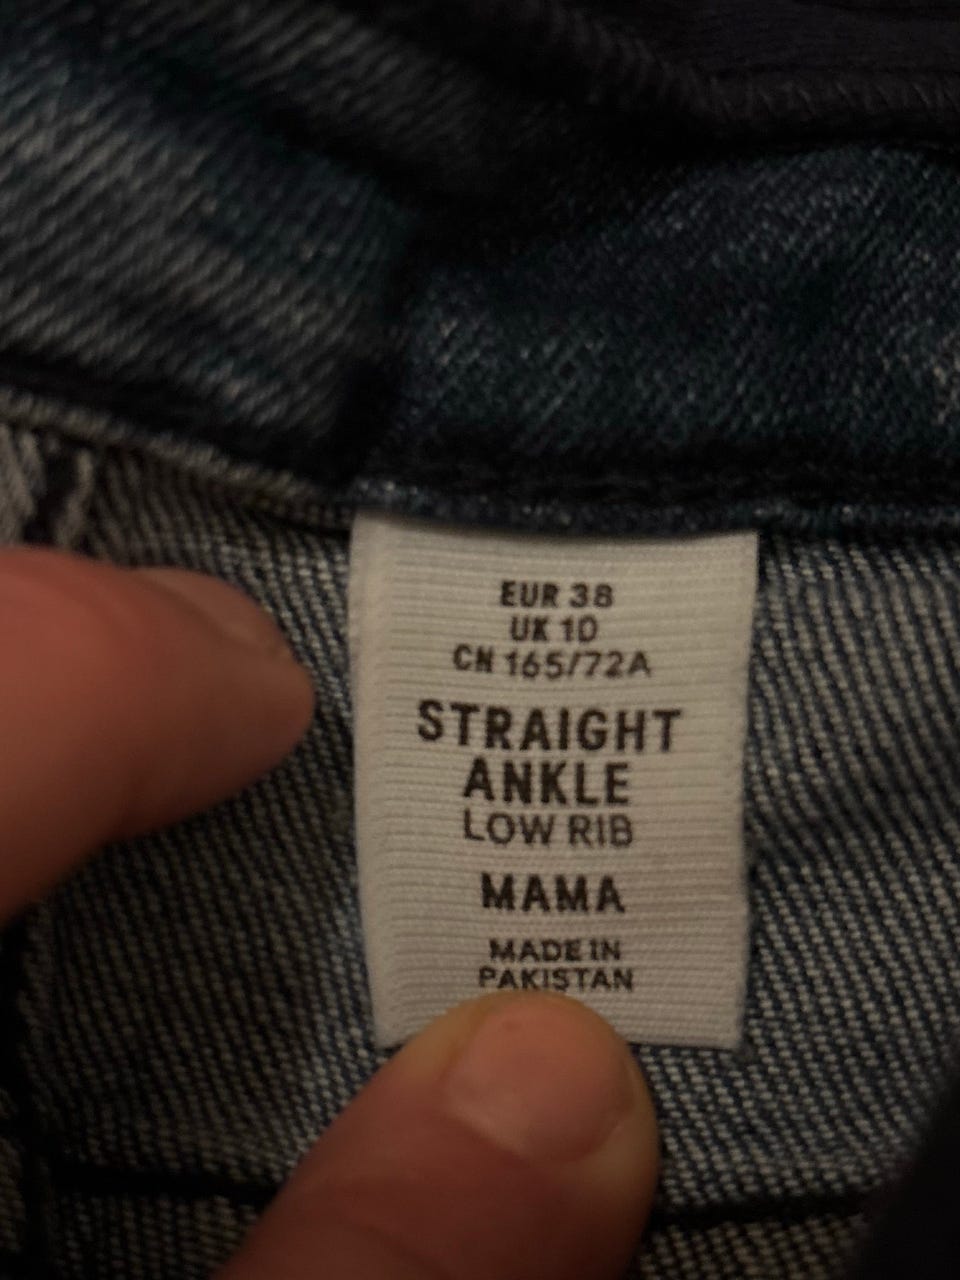 EUR 38
UK 10
CN 165/72A
STRAIGHT
ANKLE
LOW RIB
MAMA
MADE IN
PAKISTAN